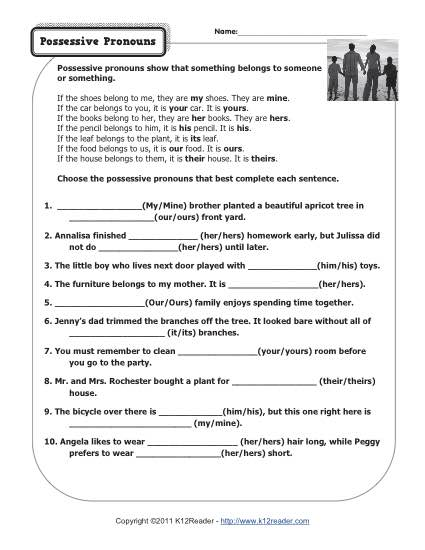 Name:______________________________
Possessive Pronouns
Possessive pronouns show that something belongs to someone
or something.
If the shoes belong to me, they are my shoes. They are mine.
If the car belongs to you, it is your car. It is yours.
If the books belong to her, they are her books. They are hers.
If the pencil belongs to him, it is his pencil. It is his.
If the leaf belongs to the plant, it is its leaf.
If the food belongs to us, it is our food. It is ours.
If the house belongs to them, it is their house. It is theirs.
Choose the possessive pronouns that best complete each sentence.
1. _________________(My/Mine) brother planted a beautiful apricot tree in
_________________(our/ours) front yard.
2. Annalisa finished ______________ (her/hers) homework early, but Julissa did
not do ________________(her/hers) until later.
3. The little boy who lives next door played with ______________(him/his) toys.
4. The furniture belongs to my mother. It is __________________(her/hers).
5. __________________(Our/Ours) family enjoys spending time together.
6. Jenny's dad trimmed the branches off the tree. It looked bare without all of
___________________ (it/its) branches.
7. You must remember to clean ________________(your/yours) room before
you go to the party.
8. Mr. and Mrs. Rochester bought a plant for _________________ (their/theirs)
house.
9. The bicycle over there is _____________(him/his), but this one right here is
_________________________ (my/mine).
10. Angela likes to wear __________________ (her/hers) hair long, while Peggy
prefers to wear _________________(her/hers) short.
Copyright ©2011 K12Reader - http://www.k12reader.com